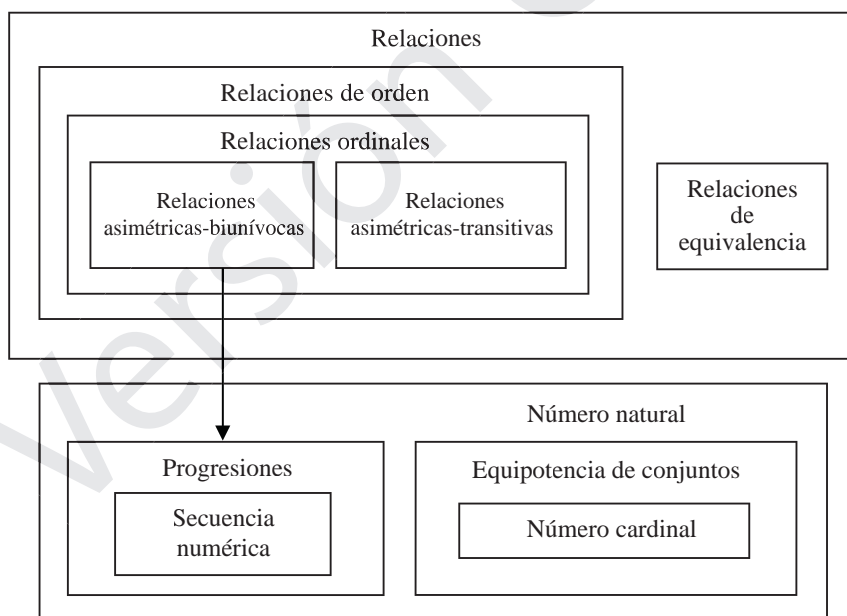 Relaciones
Relaciones de orden
Relaciones ordinales
Relaciones
asimétricas-biunívocas
Relaciones
asimétricas-transitivas
Relaciones
de
equivalencia
Número natural
Progresiones
Secuencia
numérica
Equipotencia de conjuntos
Número cardinal
Versión